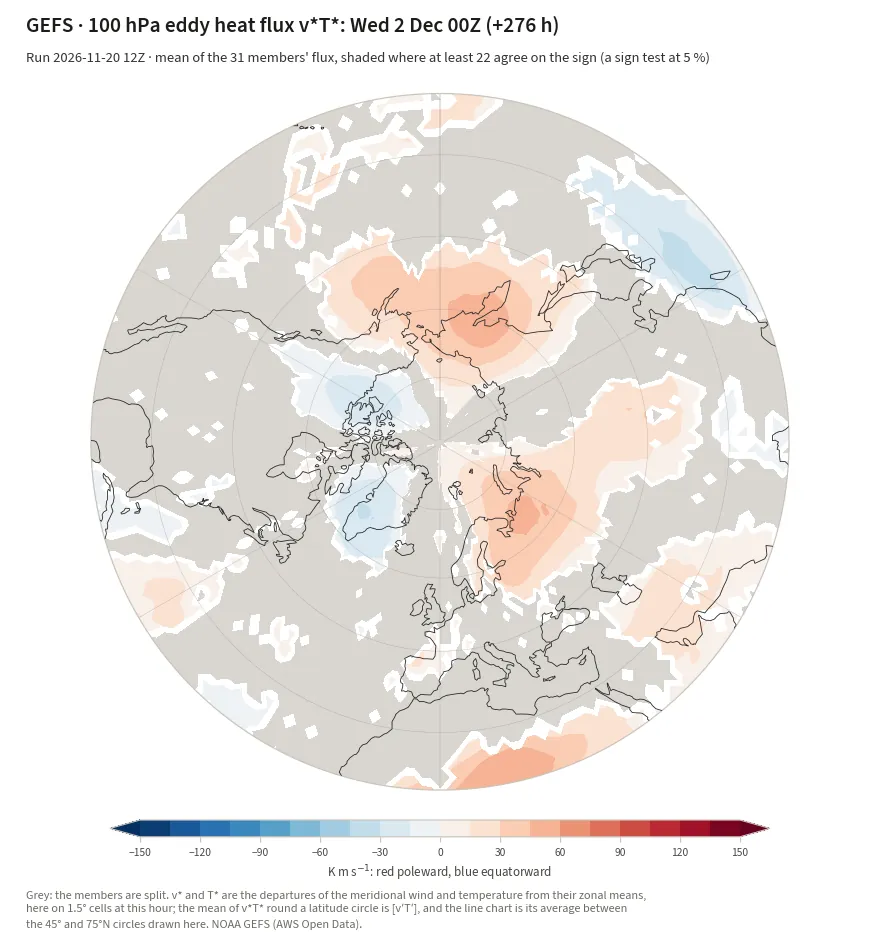 GEFS · 100 hPa eddy heat flux v*T*: Wed 2 Dec 00Z (+276 h)
Run 2026-11-20 12Z · mean of the 31 members' flux, shaded where at least 22 agree on the sign (a sign test at 5 %)
−150 −120 −90 −60 −30 0 30 60 90 120 150
K m s⁻¹: red poleward, blue equatorward
Grey: the members are split. v* and T* are the departures of the meridional wind and temperature from their zonal means,
here on 1.5° cells at this hour; the mean of v*T* round a latitude circle is [v′T′], and the line chart is its average between
the 45° and 75°N circles drawn here. NOAA GEFS (AWS Open Data).